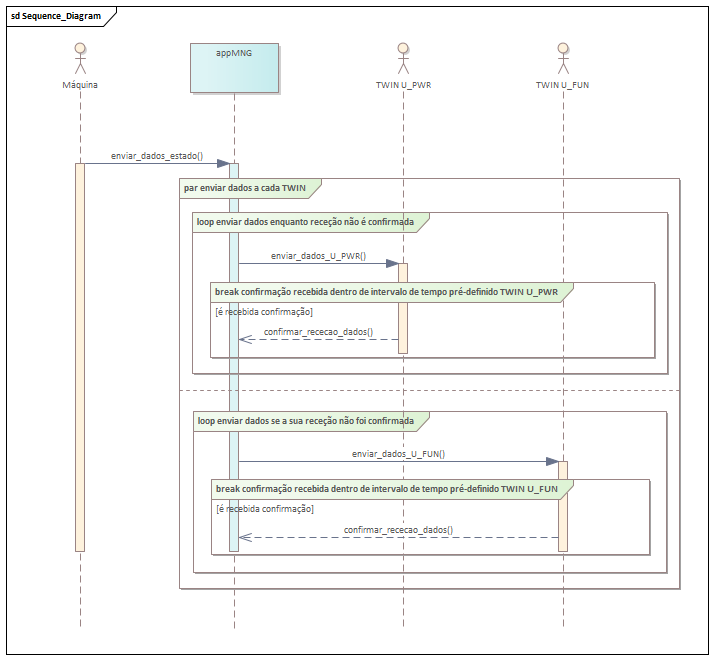 sd Sequence_Diagram
appMNG
Máquina
TWIN U_PWR
TWIN U_FUN
enviar_dados_estado()
par enviar dados a cada TWIN
loop enviar dados enquanto receção não é confirmada
enviar_dados_U_PWR()
break confirmação recebida dentro de intervalo de tempo pré-definido TWIN U_PWR
[é recebida confirmação]
confirmar_rececao_dados()
loop enviar dados se a sua receção não foi confirmada
enviar_dados_U_FUN()
break confirmação recebida dentro de intervalo de tempo pré-definido TWIN U_FUN
[é recebida confirmação]
confirmar_rececao_dados()